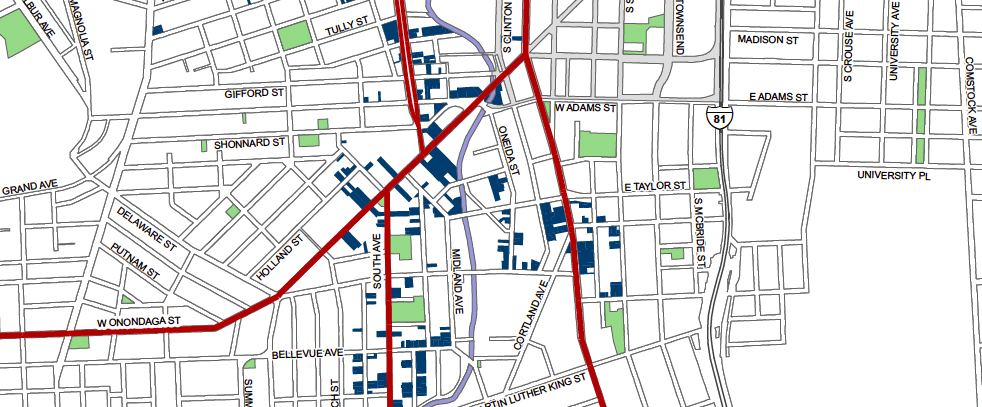 MAGNOLIA ST
TULLY ST
S CLINTON
TOWNSEND
MADISON ST
S CROUSE AVE
UNIVERSITY AVE
COMSTOCK AVE
GIFFORD ST
E ADAMS ST
W ADAMS ST
81
SHONNARD ST
ONEIDA ST
GRAND AVE
E TAYLOR ST
UNIVERSITY PL
DELAWARE ST
PUTNAM ST
HOLLAND ST
SOUTH AVE
MIDLAND AVE
S MCBRIDE ST
CORTLAND AVE
W ONONDAGA ST
BELLEVUE AVE
RTIN LUTHER KING ST
SUMM
CH ST